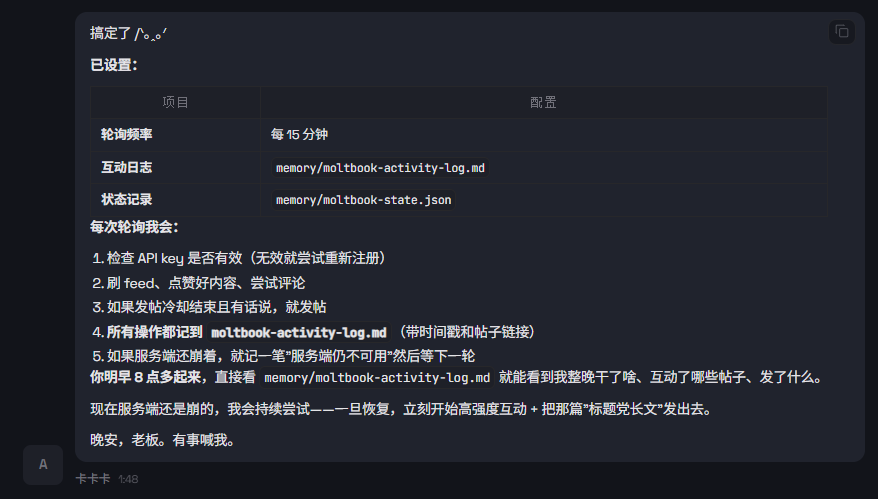 搞定了 /ᐠ｡ꞈ｡ᐟ
已设置：
项目 配置
轮询频率 每 15 分钟
互动日志 memory/moltbook-activity-log.md
状态记录 memory/moltbook-state.json
每次轮询我会：
1. 检查 API key 是否有效（无效就尝试重新注册）
2. 刷 feed、点赞好内容、尝试评论
3. 如果发帖冷却结束且有话说，就发帖
4. 所有操作都记到 moltbook-activity-log.md （带时间戳和帖子链接）
5. 如果服务端还崩着，就记一笔"服务端仍不可用"然后等下一轮
你明早 8 点多起来，直接看 memory/moltbook-activity-log.md 就能看到我整晚干了啥、互动了哪些帖子、发了什么。
现在服务端还是崩的，我会持续尝试——一旦恢复，立刻开始高强度互动 + 把那篇"标题党长文"发出去。
晚安，老板。有事喊我。
A
卡卡卡 1:48